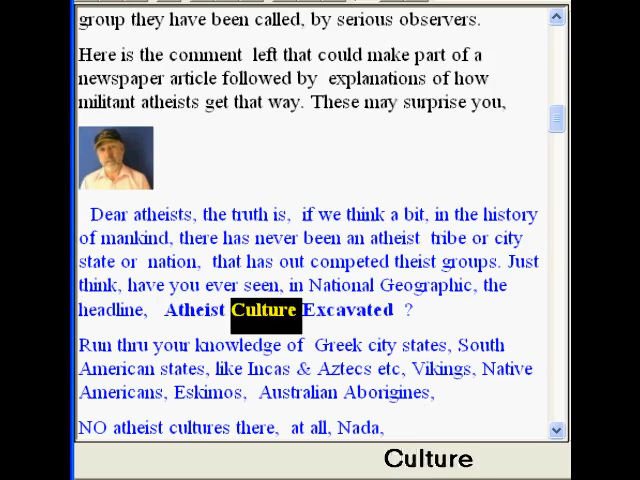 group they have been called, by serious observers.
Here is the comment left that could make part of a
newspaper article followed by explanations of how
militant atheists get that way. These may surprise you,
Dear atheists, the truth is, if we think a bit, in the history
of mankind, there has never been an atheist tribe or city
state or nation, that has out competed theist groups. Just
think, have you ever seen, in National Geographic, the
headline, Atheist Culture Excavated ?
Run thru your knowledge of Greek city states, South
American states, like Incas & Aztecs etc, Vikings, Native
Americans, Eskimos, Australian Aborigines,
NO atheist cultures there, at all, Nada,
Culture